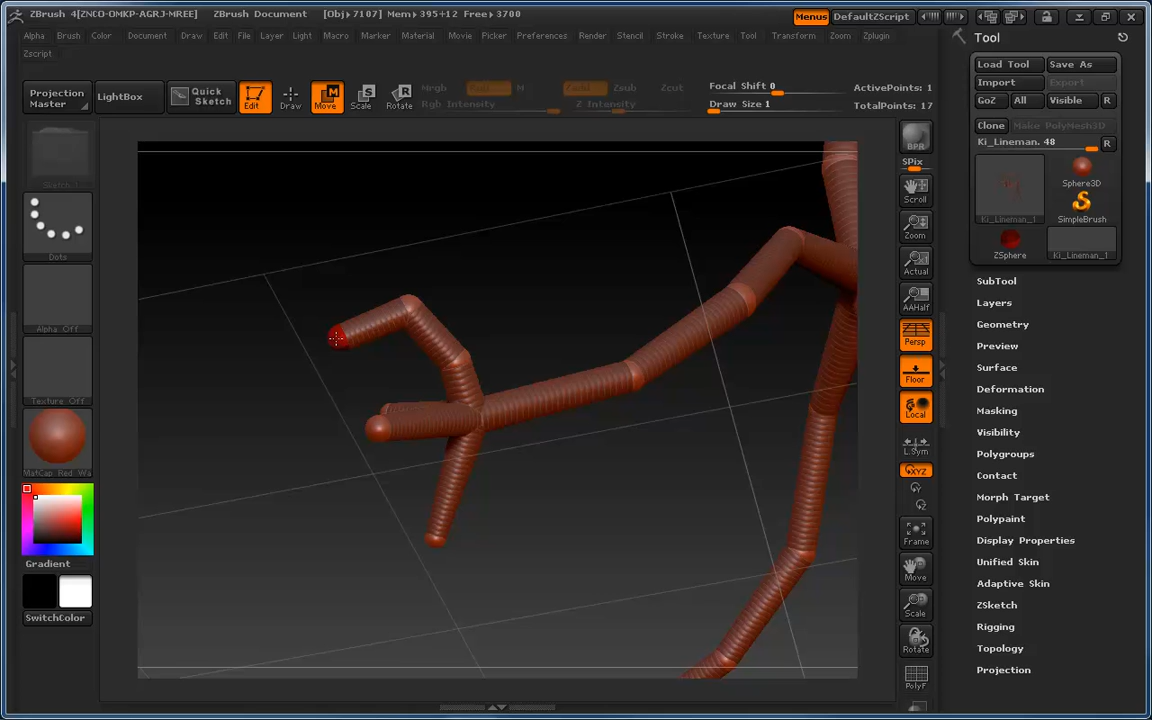 ZBrush 4[ZNCO-OMKP-AGRJ-MREE] ZBrush Document [Obj▸7107] Mem▸395+12 Free▸3700
Menus DefaultZScript
Alpha Brush Color Document Draw Edit File Layer Light Macro Marker Material Movie Picker Preferences Render Stencil Stroke Texture Tool Transform Zoom Zplugin
Zscript
Projection Master
LightBox
Quick Sketch
Edit Draw Move Scale Rotate
Mrgb M
Rgb Intensity
Zsub Zcut
Z Intensity
Focal Shift 0
Draw Size 1
ActivePoints: 1
TotalPoints: 17
Dots
Alpha Off
Texture Off
MatCap Red Wa
Gradient
SwitchColor
BPR
SPix
Scroll
Zoom
Actual
AAHalf
Persp
Floor
Local
L.Sym
XYZ
Y
Z
Frame
Move
Scale
Rotate
PolyF
Tool
Load Tool Save As
Import Export
GoZ All Visible R
Clone Make PolyMesh3D
Ki_Lineman. 48 R
Ki_Lineman_1
Sphere3D
SimpleBrush
ZSphere
Ki_Lineman_1
SubTool
Layers
Geometry
Preview
Surface
Deformation
Masking
Visibility
Polygroups
Contact
Morph Target
Polypaint
Display Properties
Unified Skin
Adaptive Skin
ZSketch
Rigging
Topology
Projection